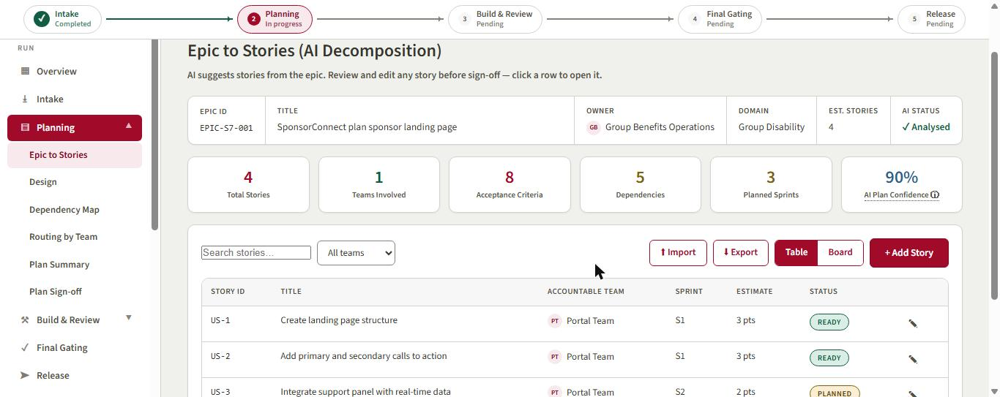 Intake
Completed
2
Planning
In progress
3
Build & Review
Pending
4
Final Gating
Pending
5
Release
Pending
RUN
Overview
Intake
Planning
Epic to Stories
Design
Dependency Map
Routing by Team
Plan Summary
Plan Sign-off
Build & Review
Final Gating
Release
Epic to Stories (AI Decomposition)
AI suggests stories from the epic. Review and edit any story before sign-off — click a row to open it.
EPIC ID
EPIC-S7-001
TITLE
SponsorConnect plan sponsor landing page
OWNER
GB Group Benefits Operations
DOMAIN
Group Disability
EST. STORIES
4
AI STATUS
✓ Analysed
4
Total Stories
1
Teams Involved
8
Acceptance Criteria
5
Dependencies
3
Planned Sprints
90%
AI Plan Confidence ⓘ
Search stories...
All teams
⬆ Import
⬇ Export
Table
Board
+ Add Story
STORY ID TITLE ACCOUNTABLE TEAM SPRINT ESTIMATE STATUS
US-1 Create landing page structure PT Portal Team S1 3 pts READY
US-2 Add primary and secondary calls to action PT Portal Team S1 3 pts READY
US-3 Integrate support panel with real-time data PT Portal Team S2 2 pts PLANNED